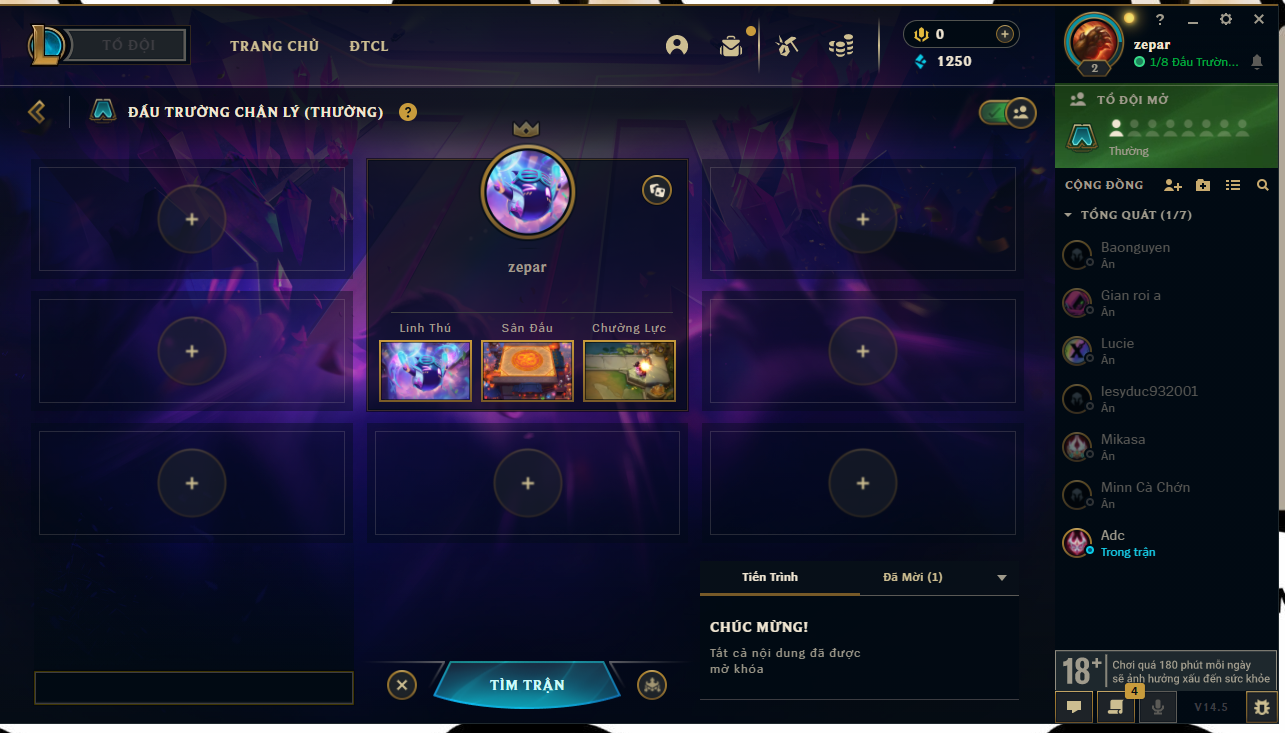 TỔ ĐỘI
TRANG CHỦ
ĐTCL
0
1250
?
zepar
2
1/8 Đấu Trườn...
ĐẤU TRƯỜNG CHÂN LÝ (THƯỜNG)
?
TỔ ĐỘI MỞ
Thường
zepar
Linh Thú
Sân Đấu
Chưởng Lực
CỘNG ĐỒNG
TỔNG QUÁT (1/7)
Baonguyen
Ẩn
Gian roi a
Ẩn
Lucie
Ẩn
lesyduc932001
Ẩn
Mikasa
Ẩn
Minn Cà Chớn
Ẩn
Adc
Trong trận
Tiến Trình
Đã Mời (1)
CHÚC MỪNG!
Tất cả nội dung đã được
mở khóa
TÌM TRẬN
18+
Chơi quá 180 phút mỗi ngày
sẽ ảnh hưởng xấu đến sức khỏe
4
V14.5